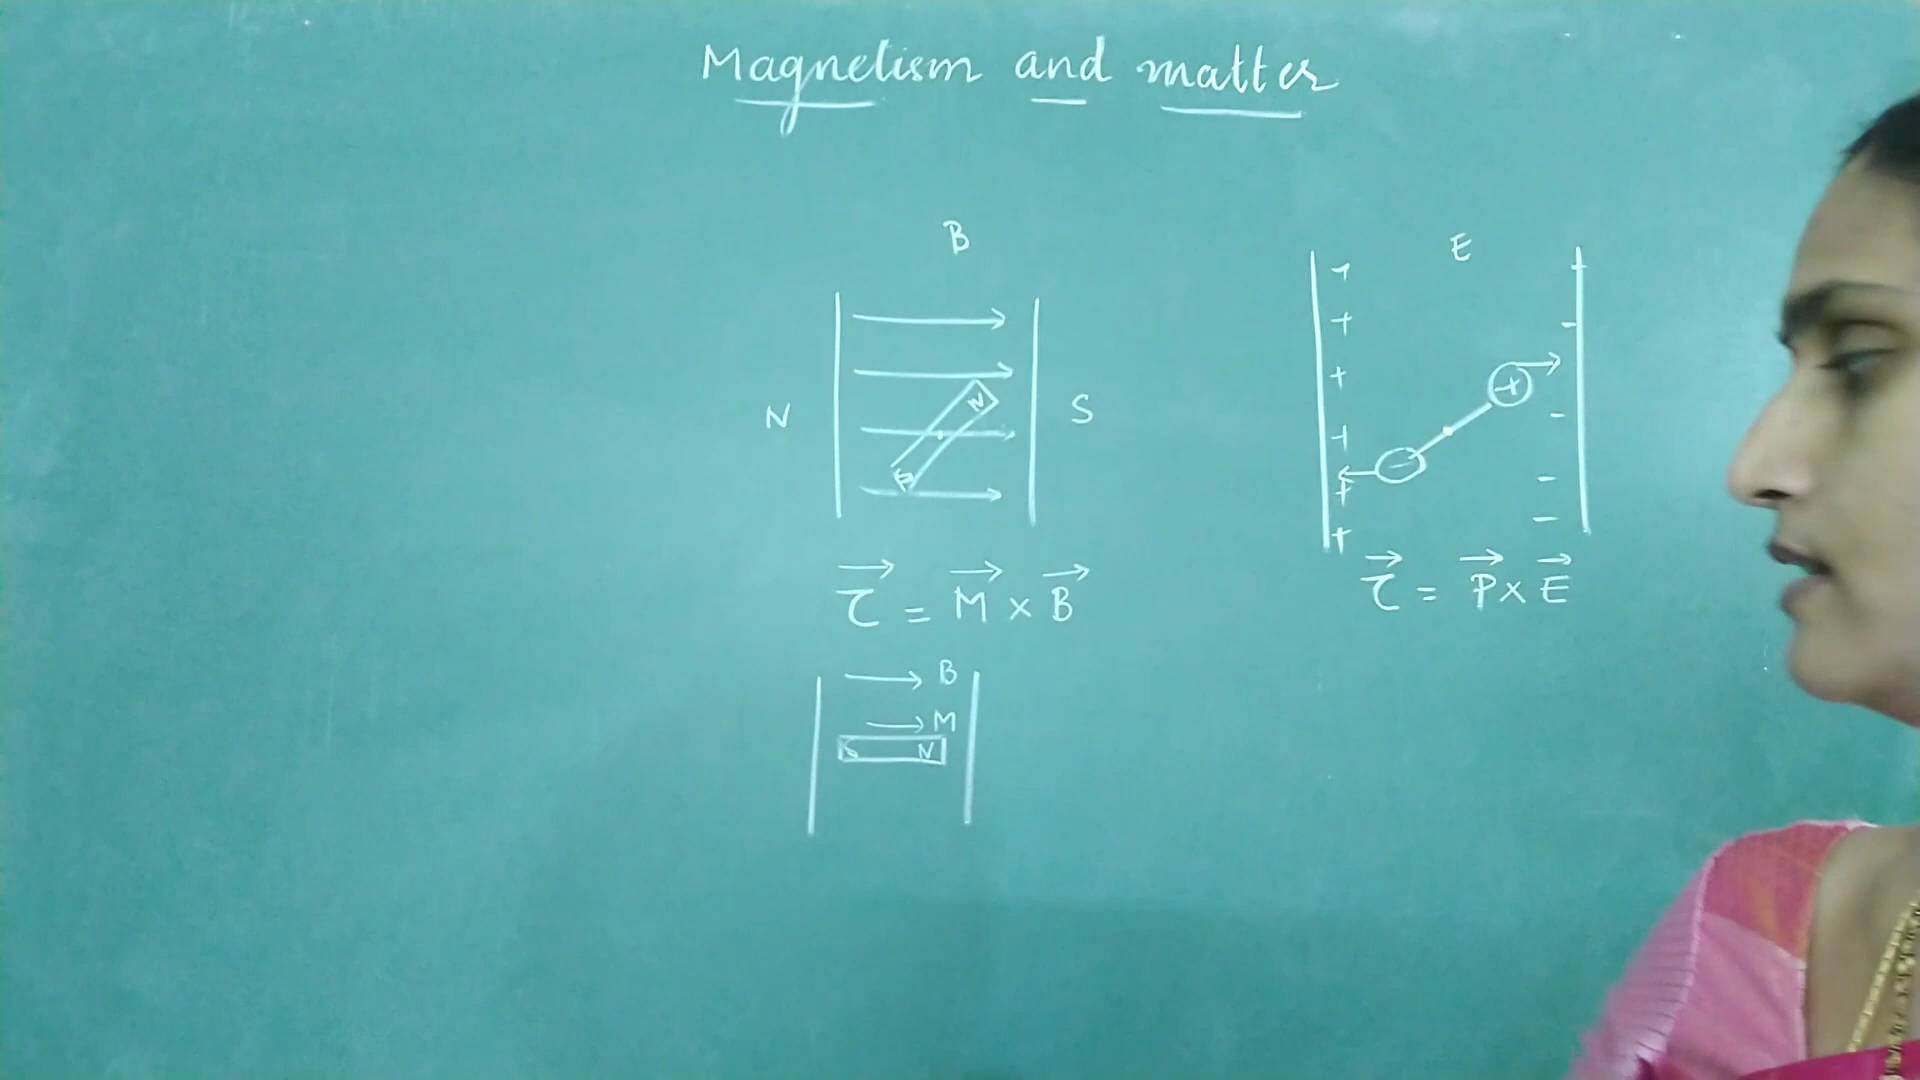 Magnetism and matter
B
N
N
S
S
τ⃗ = M⃗ × B⃗
B
M
S N
E
+
+
+
+
+
+
+
-
-
-
-
-
τ⃗ = P⃗ × E⃗